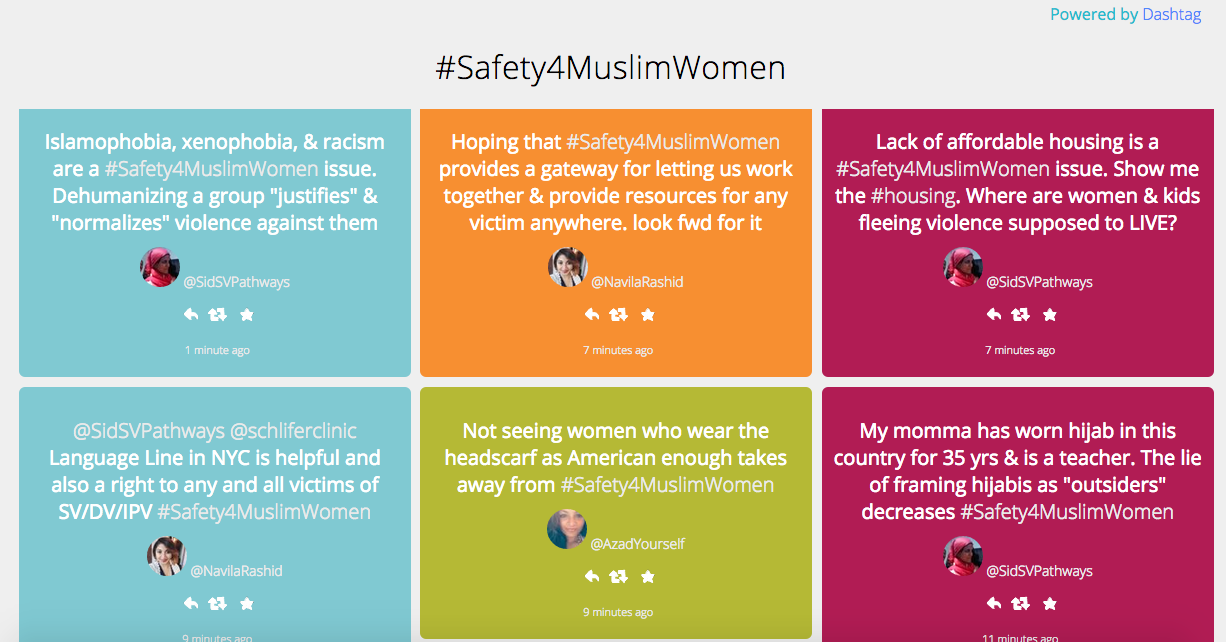 Powered by Dashtag
#Safety4MuslimWomen
Islamophobia, xenophobia, & racism
are a #Safety4MuslimWomen issue.
Dehumanizing a group "justifies" &
"normalizes" violence against them
@SidSVPathways
1 minute ago
Hoping that #Safety4MuslimWomen
provides a gateway for letting us work
together & provide resources for any
victim anywhere. look fwd for it
@NavilaRashid
7 minutes ago
Lack of affordable housing is a
#Safety4MuslimWomen issue. Show me
the #housing. Where are women & kids
fleeing violence supposed to LIVE?
@SidSVPathways
7 minutes ago
@SidSVPathways @schliferclinic
Language Line in NYC is helpful and
also a right to any and all victims of
SV/DV/IPV #Safety4MuslimWomen
@NavilaRashid
9 minutes ago
Not seeing women who wear the
headscarf as American enough takes
away from #Safety4MuslimWomen
@AzadYourself
9 minutes ago
My momma has worn hijab in this
country for 35 yrs & is a teacher. The lie
of framing hijabis as "outsiders"
decreases #Safety4MuslimWomen
@SidSVPathways
11 minutes ago